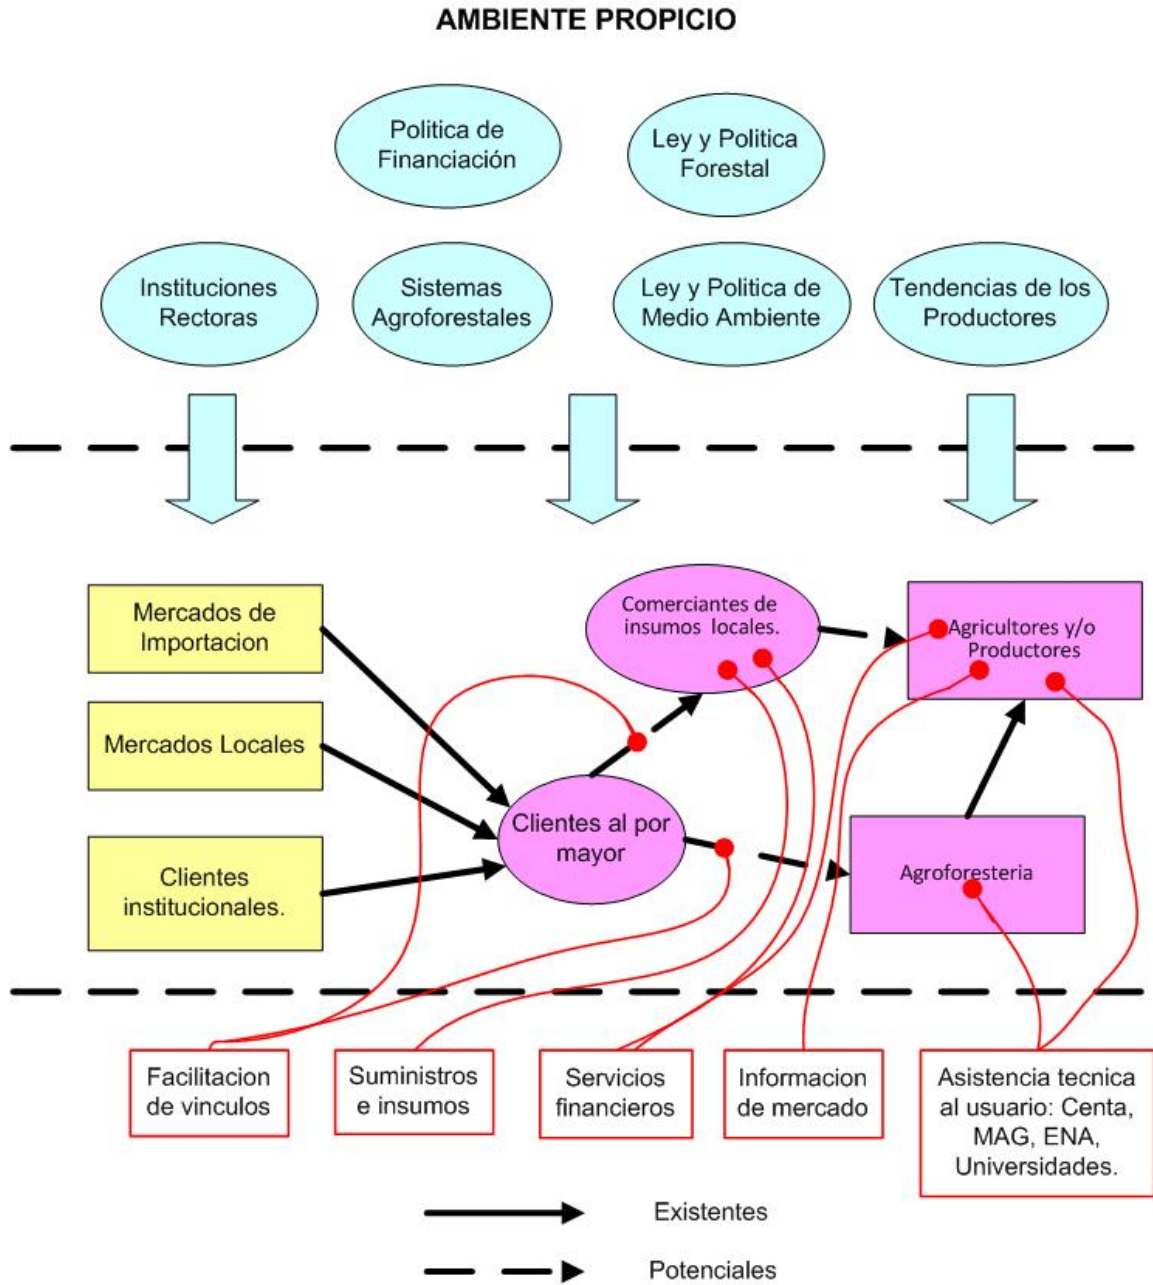 AMBIENTE PROPICIO
Politica de
Financiación
Ley y Politica
Forestal
Instituciones
Rectoras
Sistemas
Agroforestales
Ley y Politica de
Medio Ambiente
Tendencias de los
Productores
Mercados de
Importacion
Comerciantes de
insumos locales.
Agricultores y/o
Productores
Mercados Locales
Clientes al por
mayor
Clientes
institucionales.
Agroforesteria
Facilitacion
de vinculos
Suministros
e insumos
Servicios
financieros
Informacion
de mercado
Asistencia tecnica
al usuario: Centa,
MAG, ENA,
Universidades.
Existentes
Potenciales